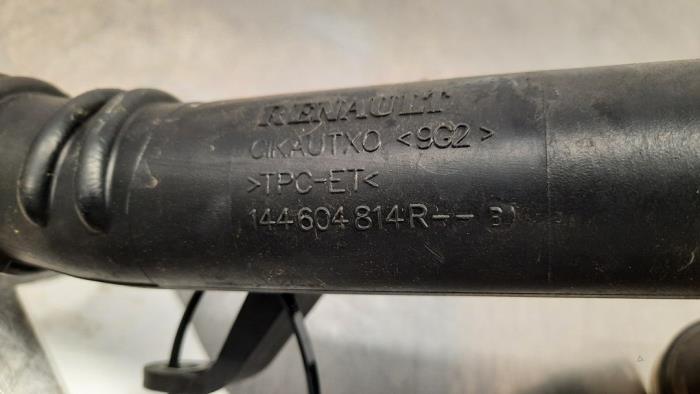 RENAULT
CIKAUTXO <9G2>
>TPC-ET<
144604814R--